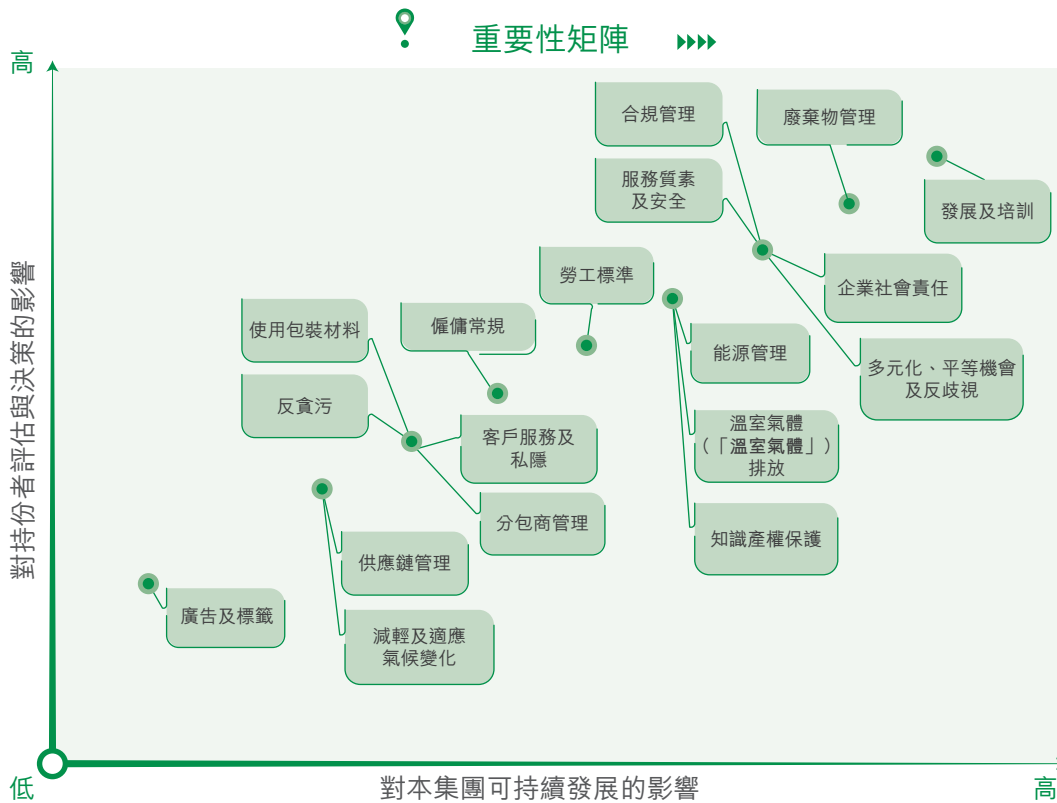 重要性矩陣
高
合規管理
廢棄物管理
服務質素
及安全
發展及培訓
勞工標準
企業社會責任
使用包裝材料
僱傭常規
能源管理
多元化、平等機會
及反歧視
反貪污
客戶服務及
私隱
溫室氣體
（「溫室氣體」）
排放
分包商管理
知識產權保護
供應鏈管理
廣告及標籤
減輕及適應
氣候變化
對持份者評估與決策的影響
低
對本集團可持續發展的影響
高